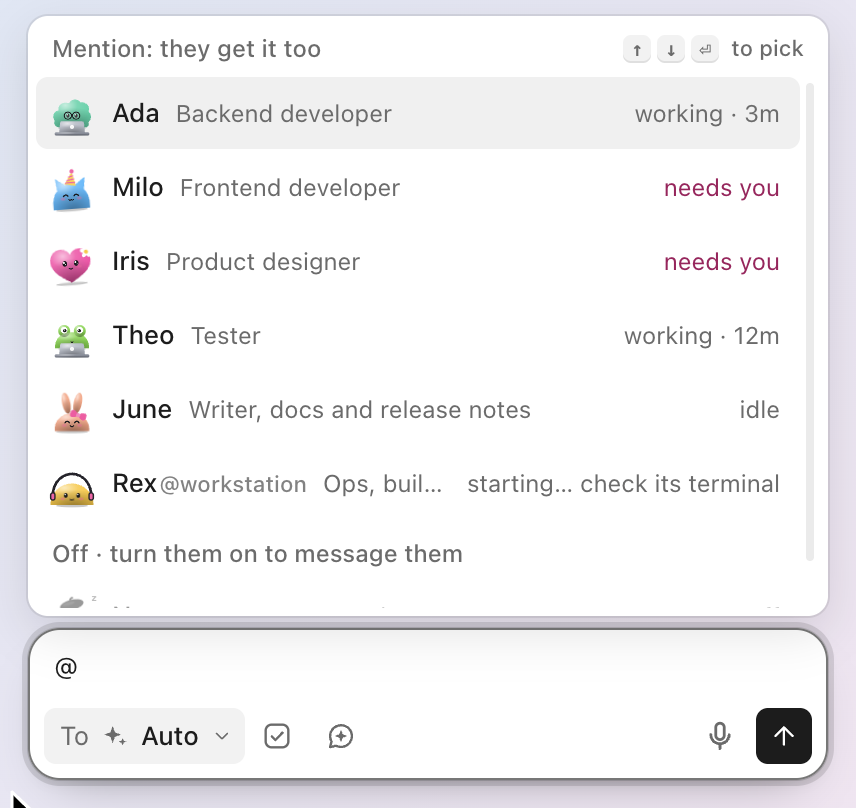 Mention: they get it too ↑ ↓ ⏎ to pick
Ada Backend developer working · 3m
Milo Frontend developer needs you
Iris Product designer needs you
Theo Tester working · 12m
June Writer, docs and release notes idle
Rex@workstation Ops, buil... starting... check its terminal
Off · turn them on to message them
z
@
To Auto